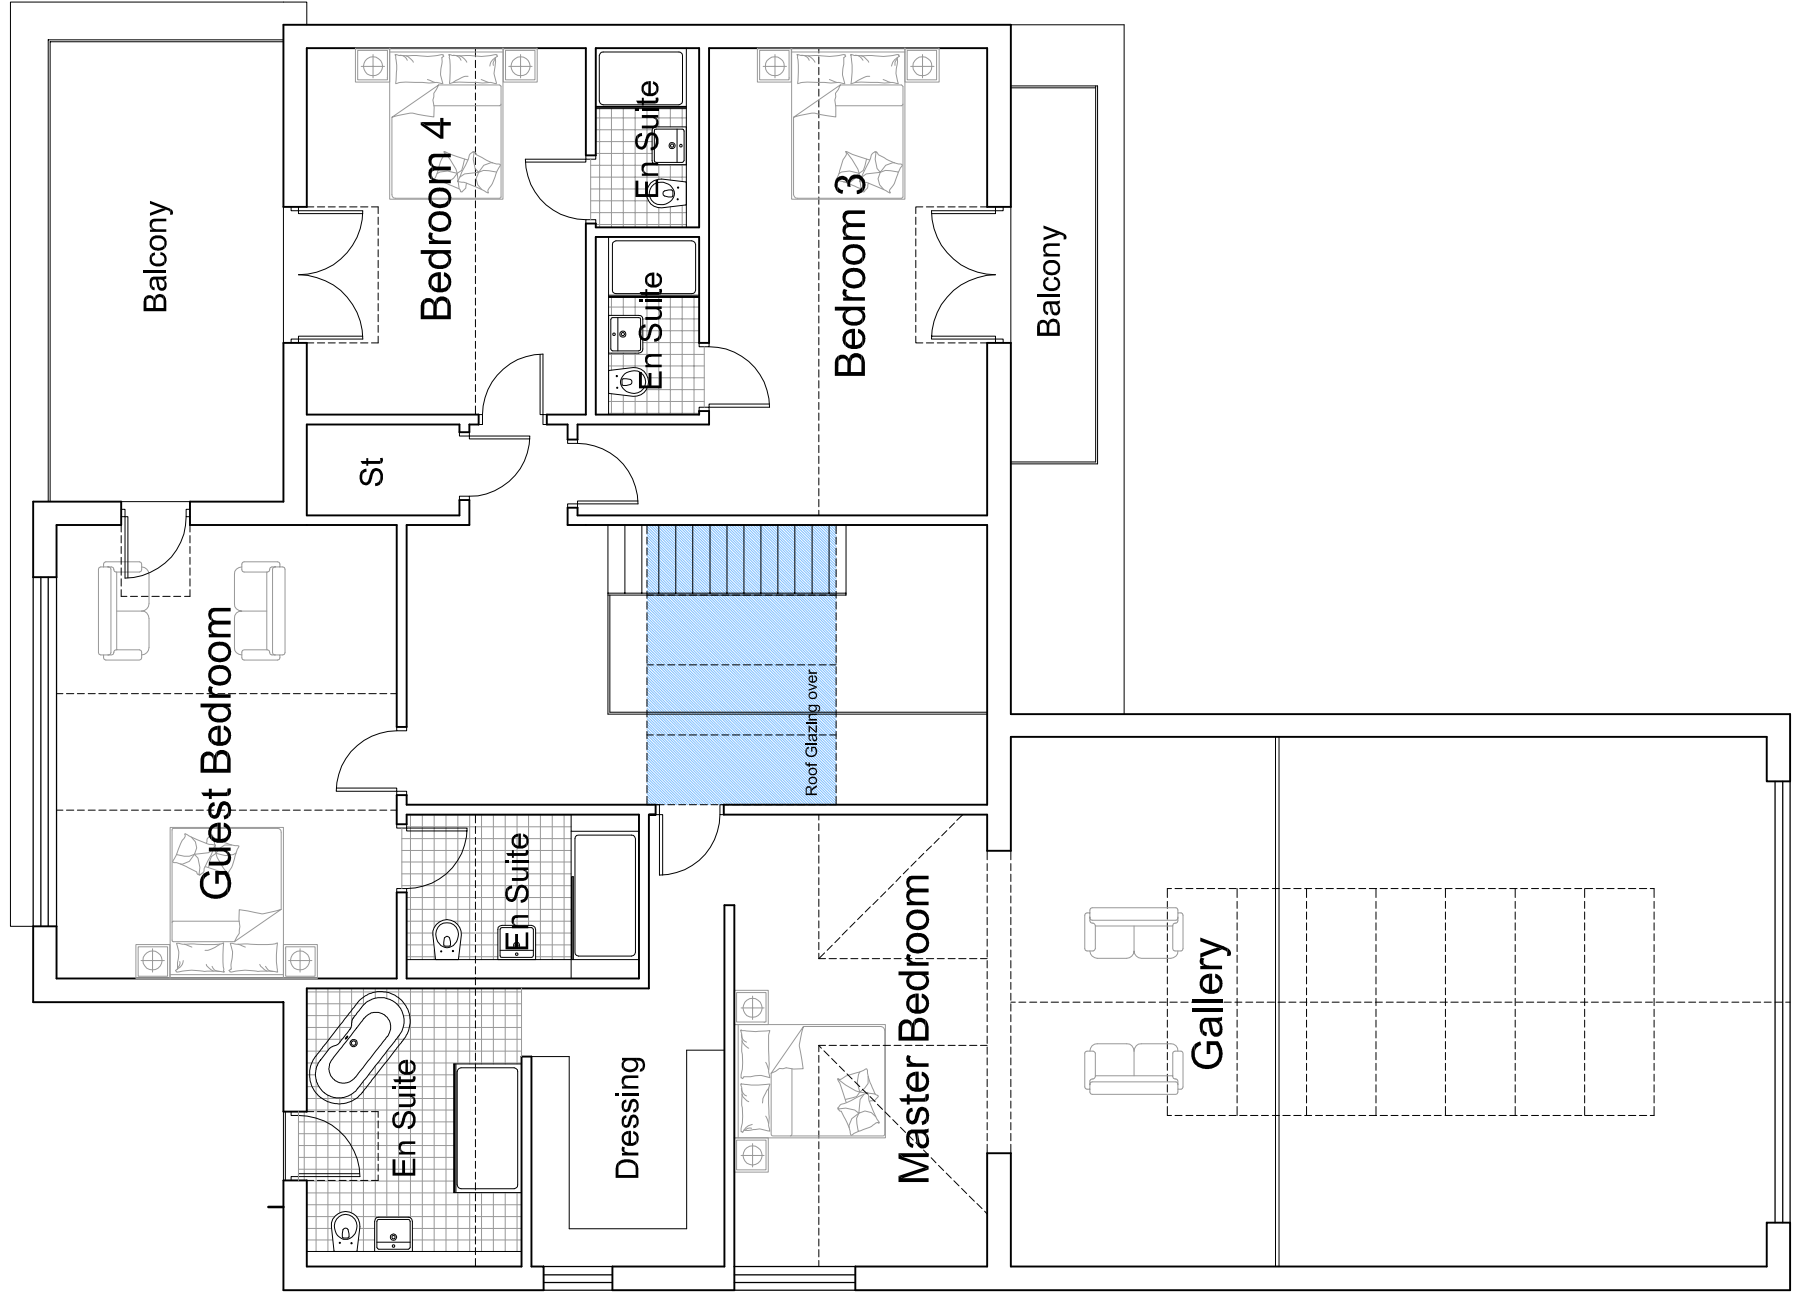 Balcony
Bedroom 4
En Suite
En Suite
Bedroom 3
Balcony
St
Guest Bedroom
Roof Glazing over
En Suite
En Suite
Dressing
Master Bedroom
Gallery